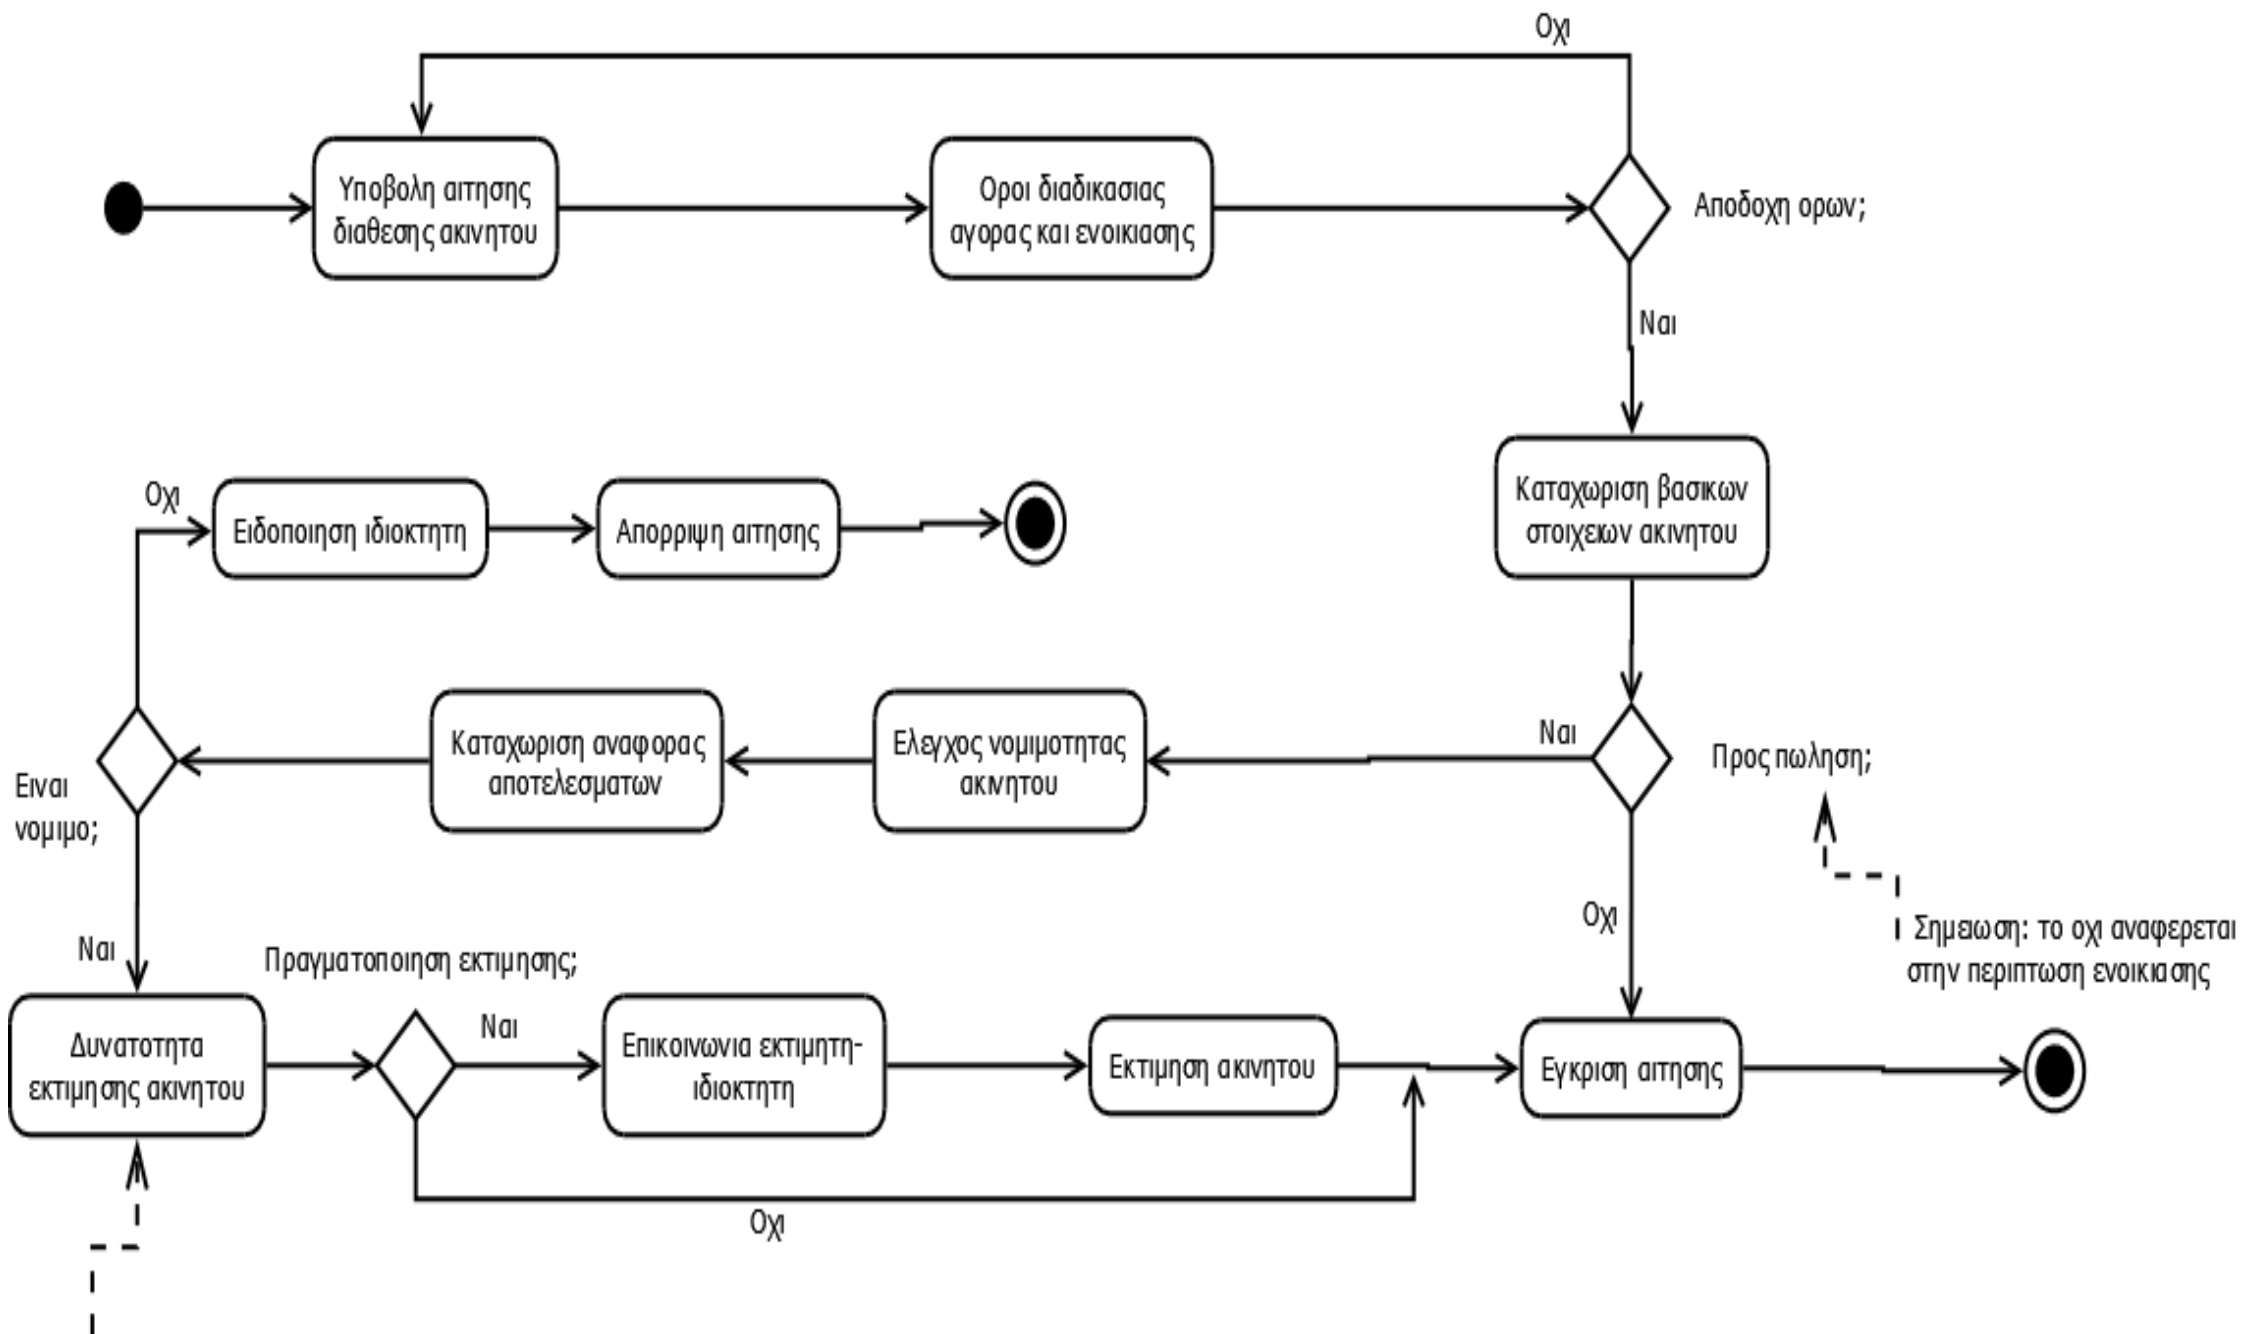 Οχι
Υποβολη αιτησης
διαθεσης ακινητου
Οροι διαδικασιας
αγορας και ενοικιασης
Αποδοχη ορων;
Ναι
Καταχωριση βασικων
στοιχειων ακινητου
Οχι
Ειδοποιηση ιδιοκτητη
Απορριψη αιτησης
Ειναι
νομιμο;
Καταχωριση αναφορας
αποτελεσματων
Ελεγχος νομιμοτητας
ακινητου
Ναι
Προς πωληση;
Οχι
Σημειωση: το οχι αναφερεται
στην περιπτωση ενοικιασης
Ναι
Πραγματοποιηση εκτιμησης;
Δυνατοτητα
εκτιμησης ακινητου
Ναι
Επικοινωνια εκτιμητη-
ιδιοκτητη
Εκτιμηση ακινητου
Εγκριση αιτησης
Οχι